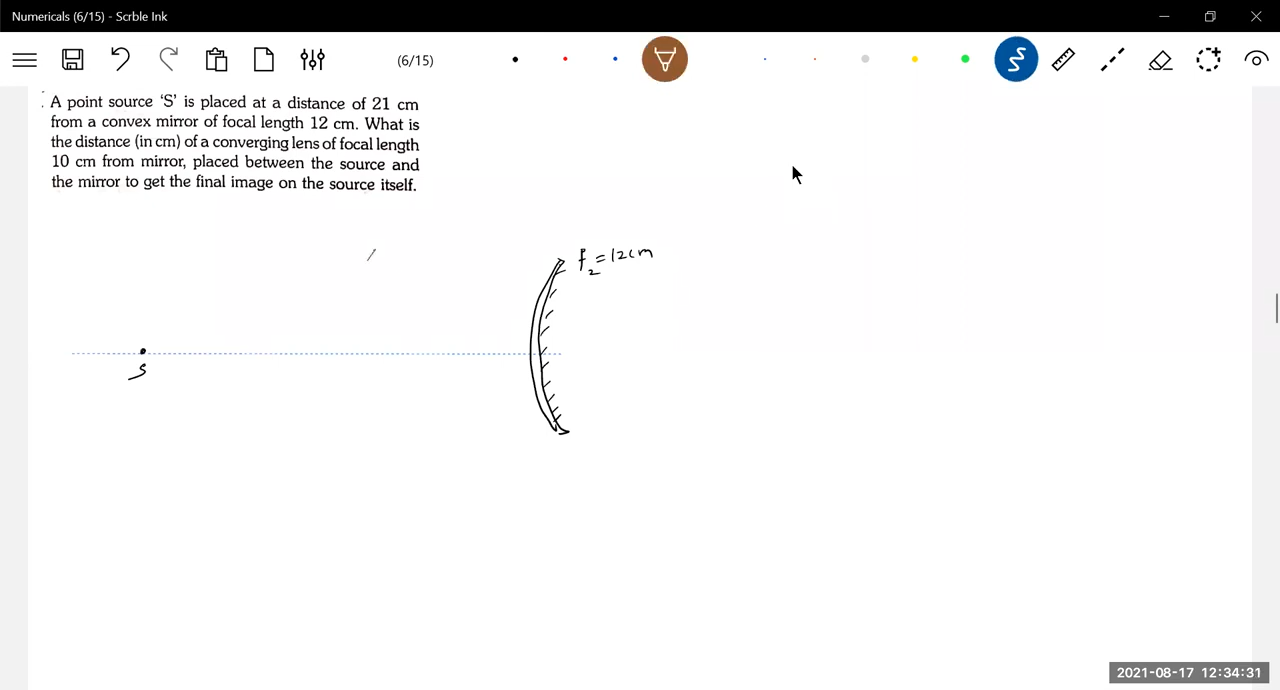 Numericals (6/15) - Scrble Ink
(6/15)
A point source ‘S’ is placed at a distance of 21 cm
from a convex mirror of focal length 12 cm. What is
the distance (in cm) of a converging lens of focal length
10 cm from mirror, placed between the source and
the mirror to get the final image on the source itself.
f₂ = 12cm
S
2021-08-17 12:34:31